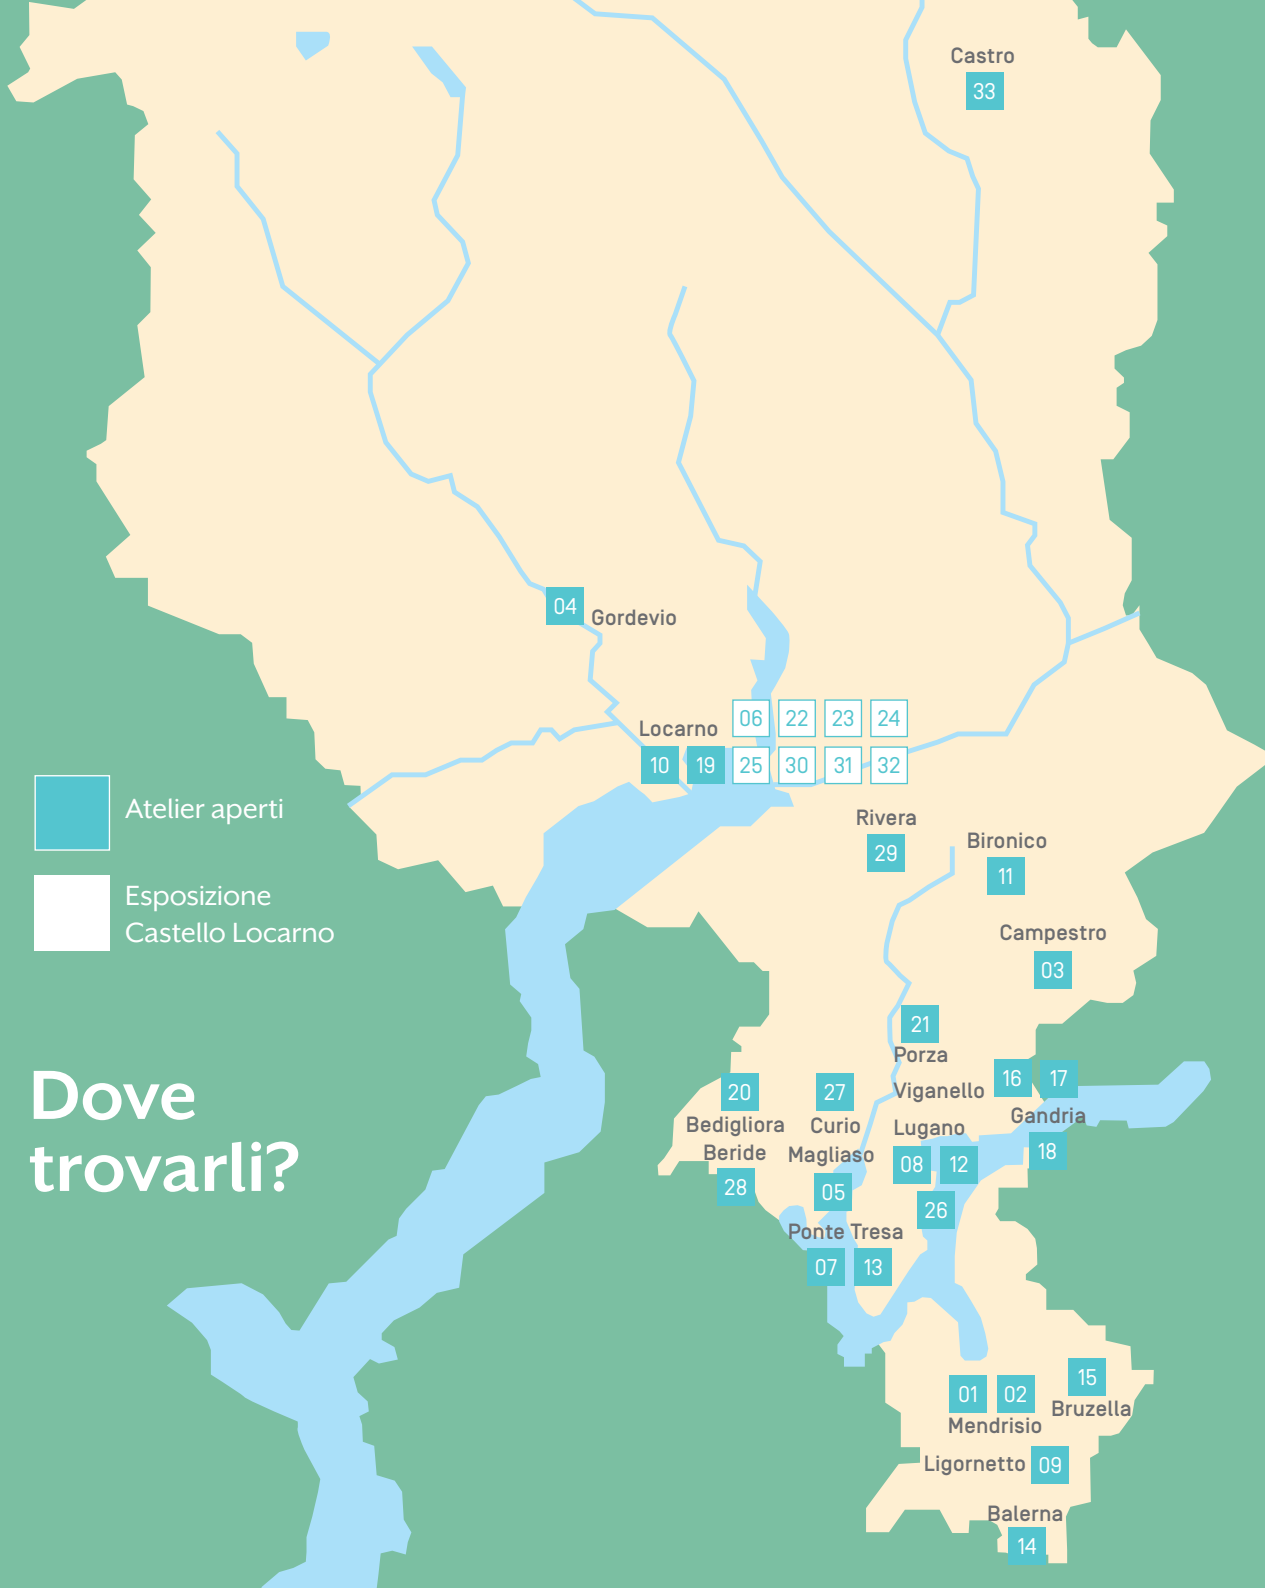 Castro
33
04
Gordevio
Locarno
06 22 23 24
10 19 25 30 31 32
Atelier aperti
Esposizione
Castello Locarno
Rivera
29
Bironico
11
Campestro
03
21
Porza
Viganello 16 17
20 27
Bedigliora Curio
Gandria
18
Lugano
08 12
26
Beride Magliaso
28 05
Ponte Tresa
07 13
Dove
trovarli?
15
Bruzella
01 02
Mendrisio
Ligornetto 09
Balerna
14